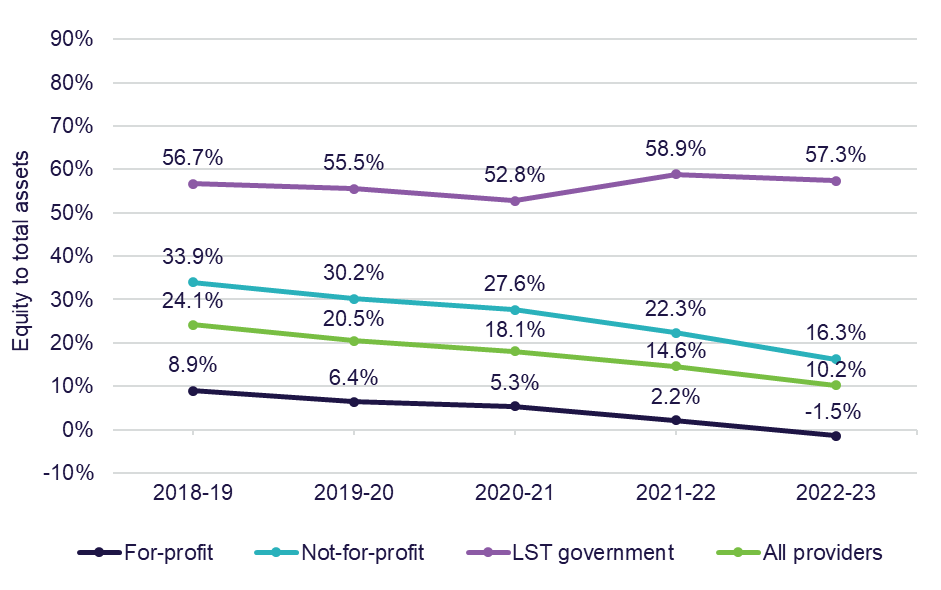 90%
80%
70%
60%
50%
40%
30%
20%
10%
0%
-10%
Equity to total assets
56.7% 55.5% 52.8% 58.9% 57.3%
33.9% 30.2% 27.6% 22.3% 16.3%
24.1% 20.5% 18.1% 14.6% 10.2%
8.9% 6.4% 5.3% 2.2% -1.5%
2018-19 2019-20 2020-21 2021-22 2022-23
For-profit Not-for-profit LST government All providers